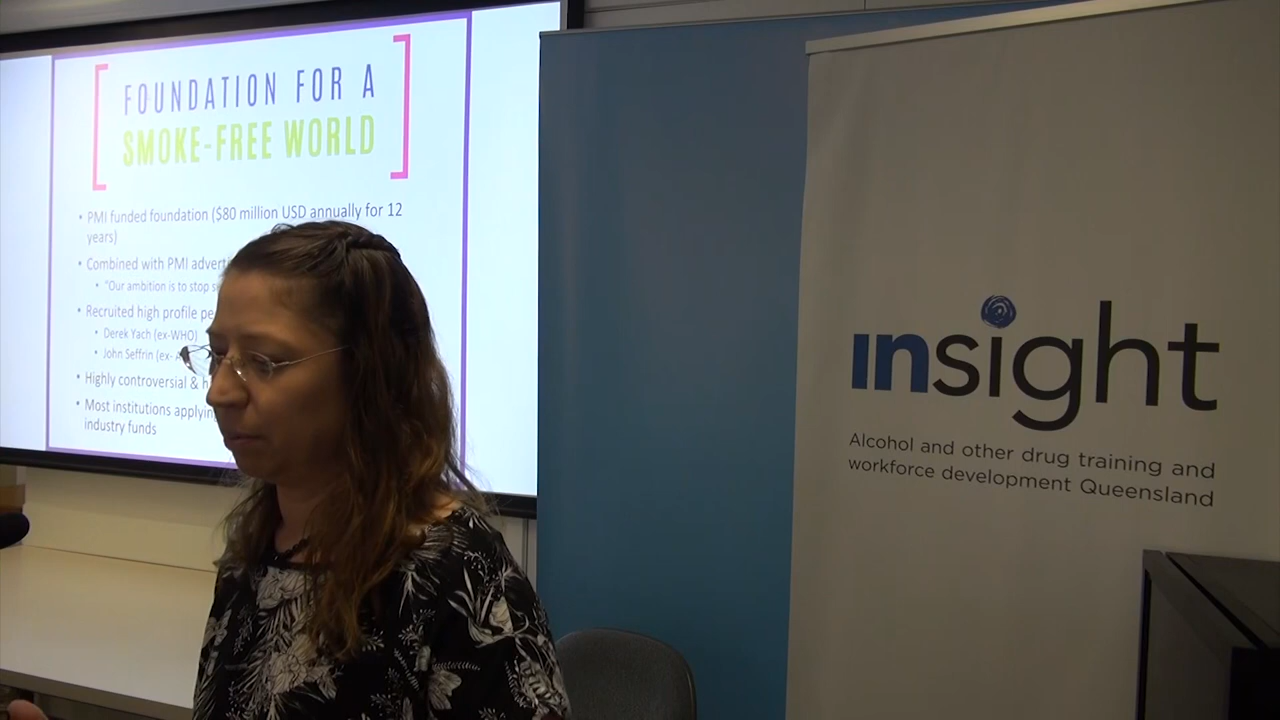 FOUNDATION FOR A
SMOKE-FREE WORLD
• PMI funded foundation ($80 million USD annually for 12
years)
• Combined with PMI advert
• "Our ambition is to stop
• Recruited high profile
• Derek Yach (ex-WHO)
• John Seffrin (ex-
• Highly controversial &
• Most institutions applying
industry funds
insight
Alcohol and other drug training and
workforce development Queensland